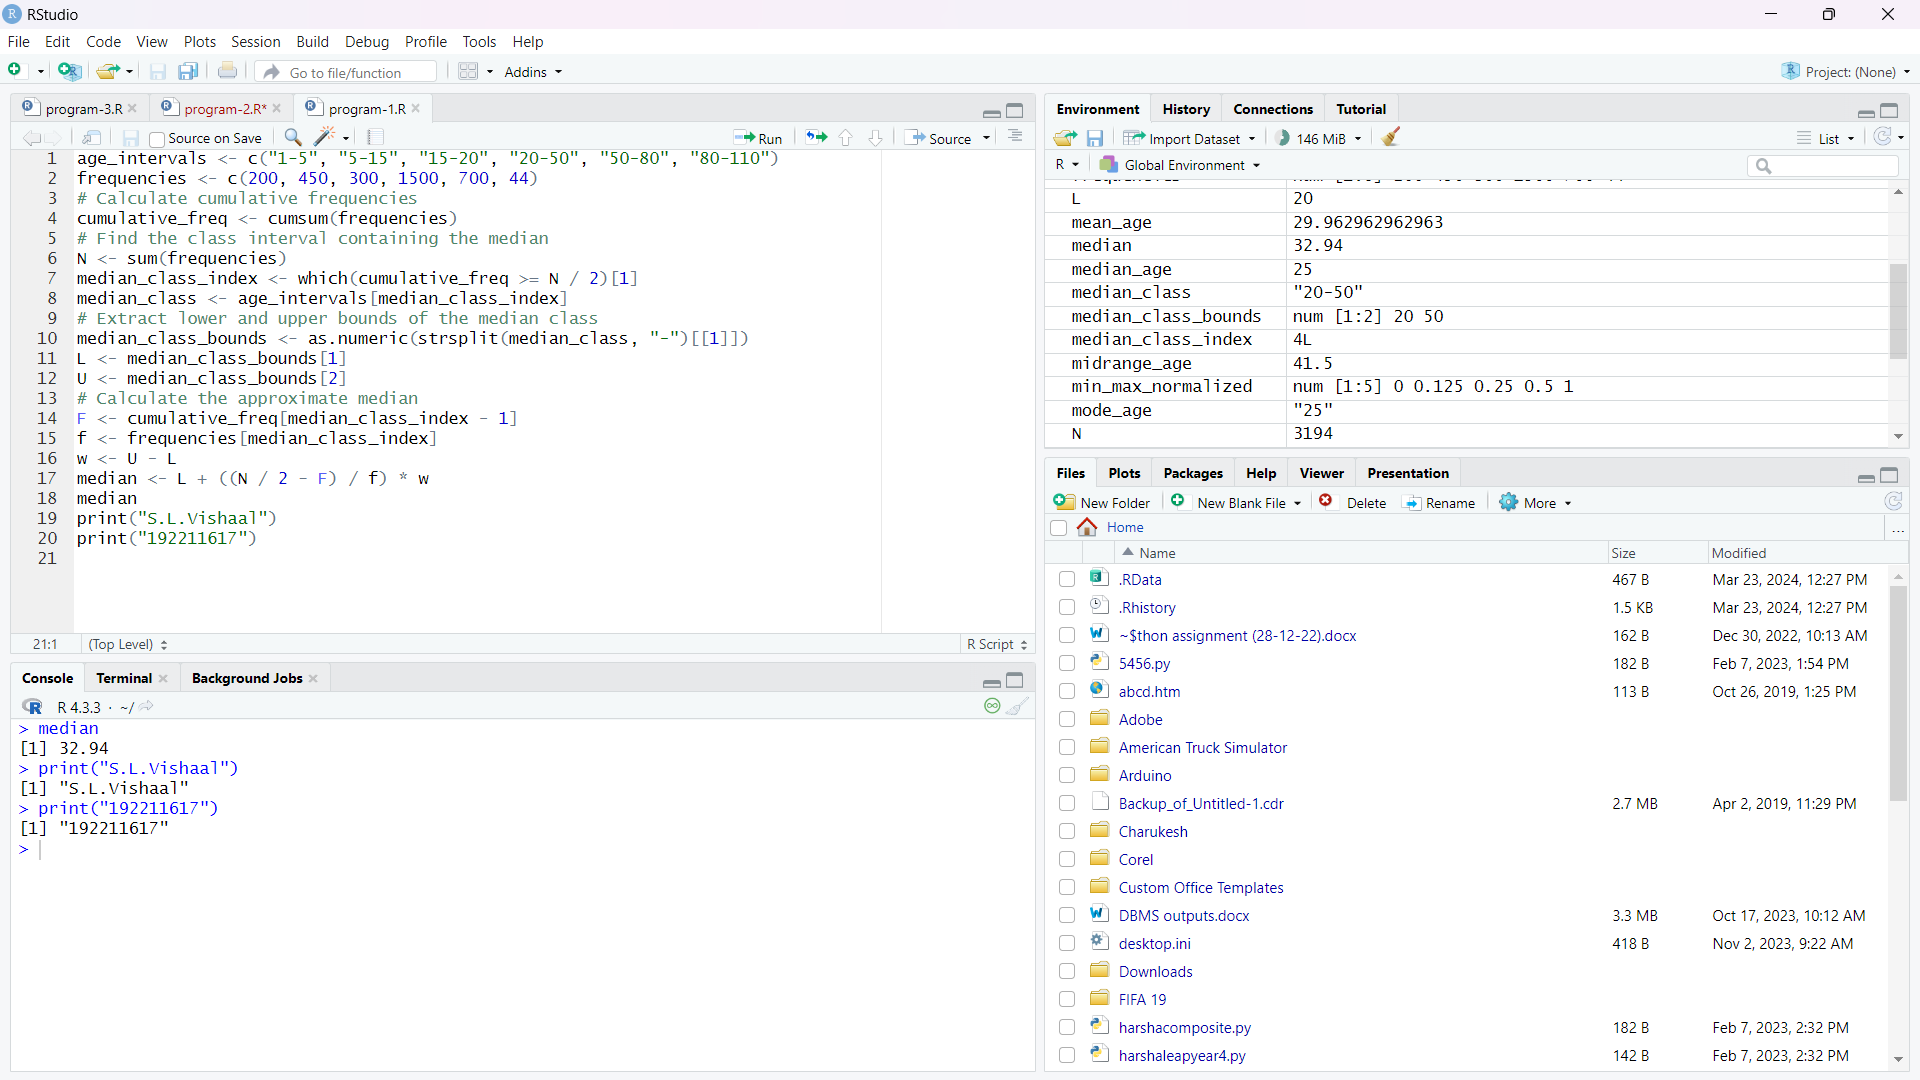 RStudio
File Edit Code View Plots Session Build Debug Profile Tools Help
Go to file/function Addins Project: (None)
program-3.R program-2.R* program-1.R
Source on Save Run Source
1 age_intervals <- c("1-5", "5-15", "15-20", "20-50", "50-80", "80-110")
2 frequencies <- c(200, 450, 300, 1500, 700, 44)
3 # Calculate cumulative frequencies
4 cumulative_freq <- cumsum(frequencies)
5 # Find the class interval containing the median
6 N <- sum(frequencies)
7 median_class_index <- which(cumulative_freq >= N / 2)[1]
8 median_class <- age_intervals[median_class_index]
9 # Extract lower and upper bounds of the median class
10 median_class_bounds <- as.numeric(strsplit(median_class, "-")[[1]])
11 L <- median_class_bounds[1]
12 U <- median_class_bounds[2]
13 # Calculate the approximate median
14 F <- cumulative_freq[median_class_index - 1]
15 f <- frequencies[median_class_index]
16 w <- U - L
17 median <- L + ((N / 2 - F) / f) * w
18 median
19 print("S.L.Vishaal")
20 print("192211617")
21
21:1 (Top Level) R Script
Console Terminal Background Jobs
R 4.3.3 · ~/
> median
[1] 32.94
> print("S.L.Vishaal")
[1] "S.L.Vishaal"
> print("192211617")
[1] "192211617"
>
Environment History Connections Tutorial
Import Dataset 146 MiB List
R Global Environment
L 20
mean_age 29.962962962963
median 32.94
median_age 25
median_class "20-50"
median_class_bounds num [1:2] 20 50
median_class_index 4L
midrange_age 41.5
min_max_normalized num [1:5] 0 0.125 0.25 0.5 1
mode_age "25"
N 3194
Files Plots Packages Help Viewer Presentation
New Folder New Blank File Delete Rename More
Home ...
Name Size Modified
.RData 467 B Mar 23, 2024, 12:27 PM
.Rhistory 1.5 KB Mar 23, 2024, 12:27 PM
~$thon assignment (28-12-22).docx 162 B Dec 30, 2022, 10:13 AM
5456.py 182 B Feb 7, 2023, 1:54 PM
abcd.htm 113 B Oct 26, 2019, 1:25 PM
Adobe
American Truck Simulator
Arduino
Backup_of_Untitled-1.cdr 2.7 MB Apr 2, 2019, 11:29 PM
Charukesh
Corel
Custom Office Templates
DBMS outputs.docx 3.3 MB Oct 17, 2023, 10:12 AM
desktop.ini 418 B Nov 2, 2023, 9:22 AM
Downloads
FIFA 19
harshacomposite.py 182 B Feb 7, 2023, 2:32 PM
harshaleapyear4.py 142 B Feb 7, 2023, 2:32 PM